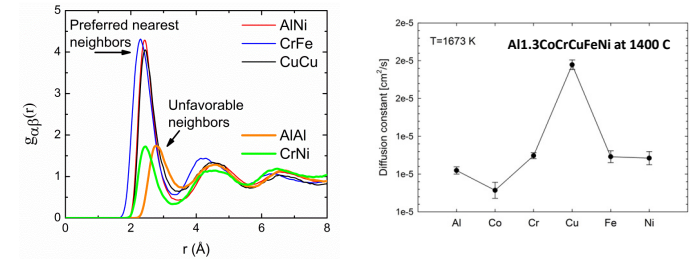 5
4
3
2
1
0
Preferred nearest
neighbors
Unfavorable
neighbors
AlNi
CrFe
CuCu
AlAl
CrNi
gαβ(r)
0 2 4 6 8
r (Å)
T=1673 K
Al1.3CoCrCuFeNi at 1400 C
Diffusion constant [cm²/s]
2e-5
2e-5
2e-5
1e-5
1e-5
1e-5
Al Co Cr Cu Fe Ni